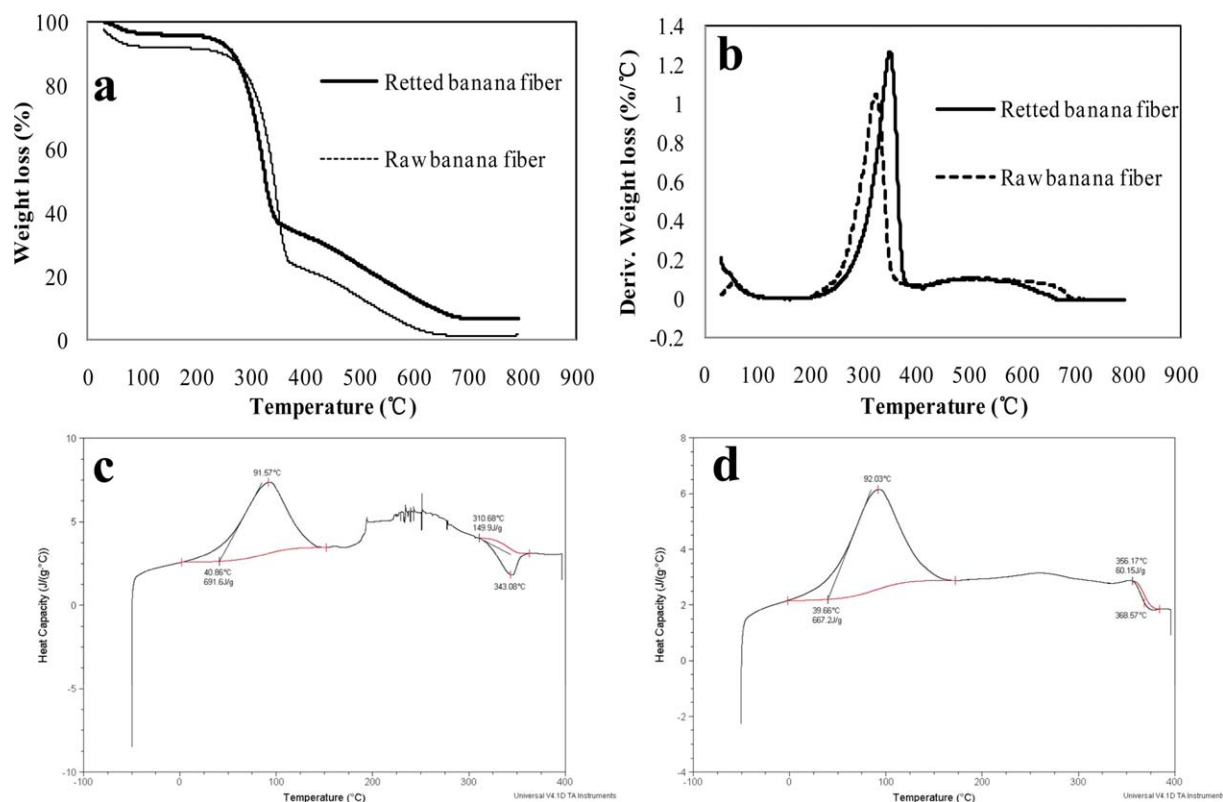 a
Weight loss (%)
100
80
60
40
20
0
Retted banana fiber
Raw banana fiber
0 100 200 300 400 500 600 700 800 900
Temperature (℃)
b
Deriv. Weight loss (%/℃)
1.4
1.2
1
0.8
0.6
0.4
0.2
0
-0.2
Retted banana fiber
Raw banana fiber
0 100 200 300 400 500 600 700 800 900
Temperature (℃)
c
Heat Capacity (J/(g·°C))
10
5
0
-5
-10
91.57°C
40.86°C
691.6J/g
310.68°C
149.9J/g
343.08°C
0 100 200 300 400
Temperature (°C)
Universal V4.1D TA Instruments
d
Heat Capacity (J/(g·°C))
8
6
4
2
0
-2
-4
92.03°C
39.66°C
667.2J/g
356.17°C
60.15J/g
368.57°C
-100 0 100 200 300 400
Temperature (°C)
Universal V4.1D TA Instruments